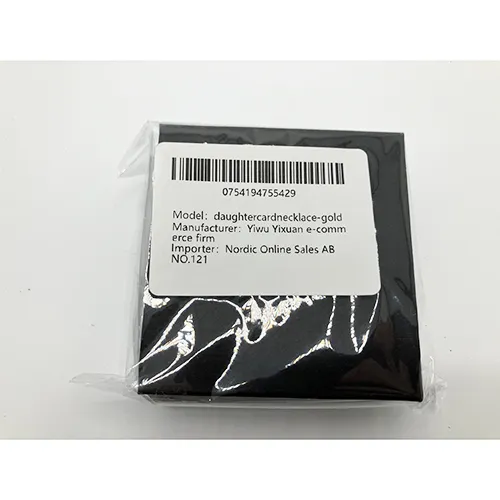 0754194755429
Model: daughtercardnecklace-gold
Manufacturer: Yiwu Yixuan e-comm
erce firm
Importer: Nordic Online Sales AB
NO.121